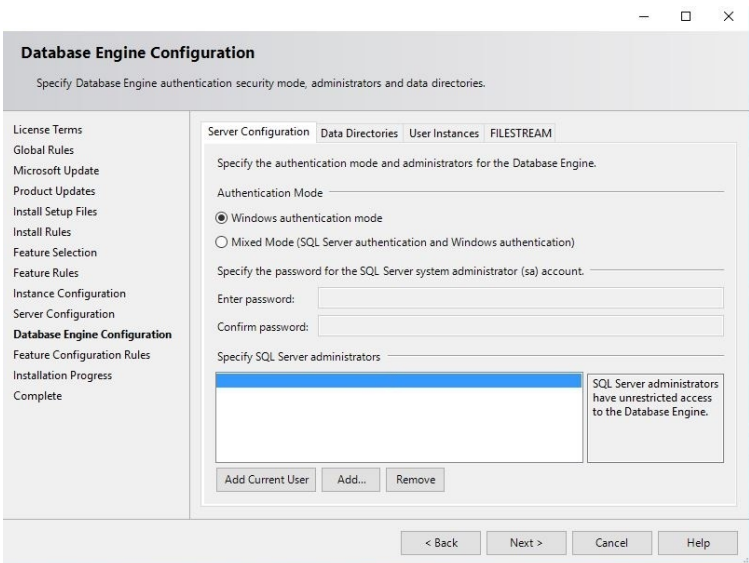 Database Engine Configuration
Specify Database Engine authentication security mode, administrators and data directories.
License Terms
Global Rules
Microsoft Update
Product Updates
Install Setup Files
Install Rules
Feature Selection
Feature Rules
Instance Configuration
Server Configuration
Database Engine Configuration
Feature Configuration Rules
Installation Progress
Complete
Server Configuration Data Directories User Instances FILESTREAM
Specify the authentication mode and administrators for the Database Engine.
Authentication Mode
Windows authentication mode
Mixed Mode (SQL Server authentication and Windows authentication)
Specify the password for the SQL Server system administrator (sa) account.
Enter password:
Confirm password:
Specify SQL Server administrators
SQL Server administrators
have unrestricted access
to the Database Engine.
Add Current User Add... Remove
< Back Next > Cancel Help